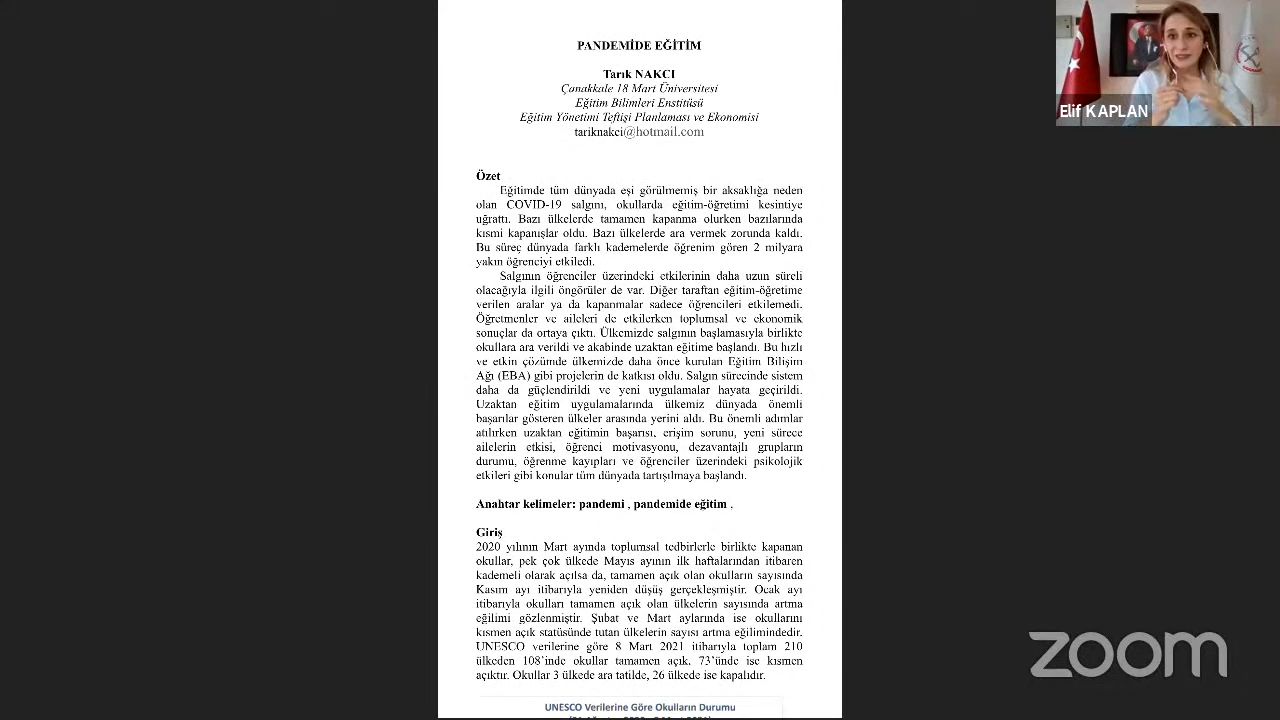 PANDEMİDE EĞİTİM
Tarık NAKCI
Çanakkale 18 Mart Üniversitesi
Eğitim Bilimleri Enstitüsü
Eğitim Yönetimi Teftişi Planlaması ve Ekonomisi
tariknakci@hotmail.com
Özet
Eğitimde tüm dünyada eşi görülmemiş bir aksaklığa neden
olan COVID-19 salgını, okullarda eğitim-öğretimi kesintiye
uğrattı. Bazı ülkelerde tamamen kapanma olurken bazılarında
kısmi kapanışlar oldu. Bazı ülkelerde ara vermek zorunda kaldı.
Bu süreç dünyada farklı kademelerde öğrenim gören 2 milyara
yakın öğrenciyi etkiledi.
Salgının öğrenciler üzerindeki etkilerinin daha uzun süreli
olacağıyla ilgili öngörüler de var. Diğer taraftan eğitim-öğretime
verilen aralar ya da kapanmalar sadece öğrencileri etkilemedi.
Öğretmenler ve aileleri de etkilerken toplumsal ve ekonomik
sonuçlar da ortaya çıktı. Ülkemizde salgının başlamasıyla birlikte
okullara ara verildi ve akabinde uzaktan eğitime başlandı. Bu hızlı
ve etkin çözümde ülkemizde daha önce kurulan Eğitim Bilişim
Ağı (EBA) gibi projelerin de katkısı oldu. Salgın sürecinde sistem
daha da güçlendirildi ve yeni uygulamalar hayata geçirildi.
Uzaktan eğitim uygulamalarında ülkemiz dünyada önemli
başarılar gösteren ülkeler arasında yerini aldı. Bu önemli adımlar
atılırken uzaktan eğitimin başarısı, erişim sorunu, yeni sürece
ailelerin etkisi, öğrenci motivasyonu, dezavantajlı grupların
durumu, öğrenme kayıpları ve öğrenciler üzerindeki psikolojik
etkileri gibi konular tüm dünyada tartışılmaya başlandı.
Anahtar kelimeler: pandemi , pandemide eğitim ,
Giriş
2020 yılının Mart ayında toplumsal tedbirlerle birlikte kapanan
okullar, pek çok ülkede Mayıs ayının ilk haftalarından itibaren
kademeli olarak açılsa da, tamamen açık olan okulların sayısında
Kasım ayı itibarıyla yeniden düşüş gerçekleşmiştir. Ocak ayı
itibarıyla okulları tamamen açık olan ülkelerin sayısında artma
eğilimi gözlenmiştir. Şubat ve Mart aylarında ise okullarını
kısmen açık statüsünde tutan ülkelerin sayısı artma eğilimindedir.
UNESCO verilerine göre 8 Mart 2021 itibarıyla toplam 210
ülkeden 108’inde okullar tamamen açık, 73’ünde ise kısmen
açıktır. Okullar 3 ülkede ara tatilde, 26 ülkede ise kapalıdır.
UNESCO Verilerine Göre Okulların Durumu
Elif KAPLAN
zoom